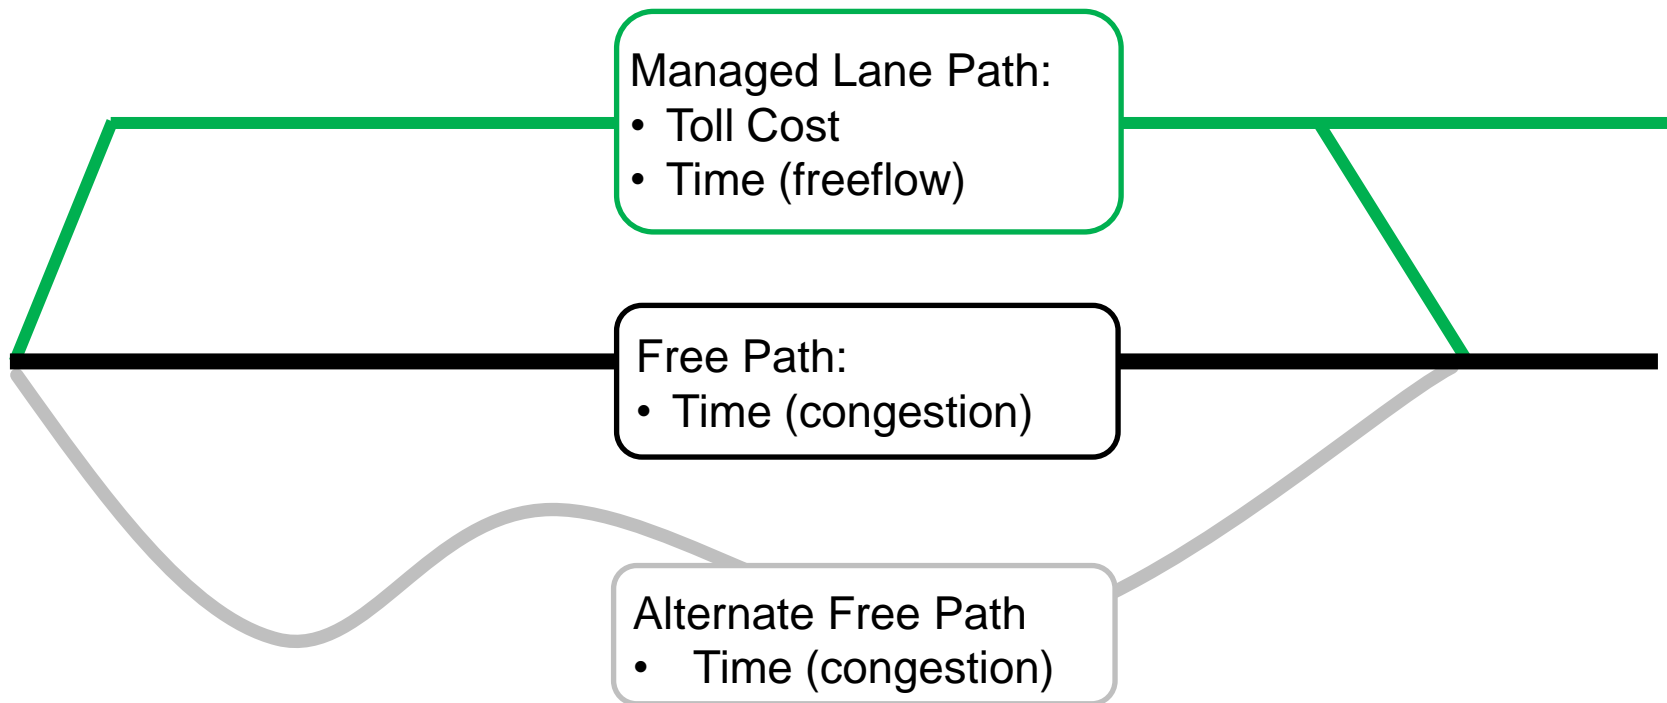 Managed Lane Path:
• Toll Cost
• Time (freeflow)
Free Path:
• Time (congestion)
Alternate Free Path
• Time (congestion)